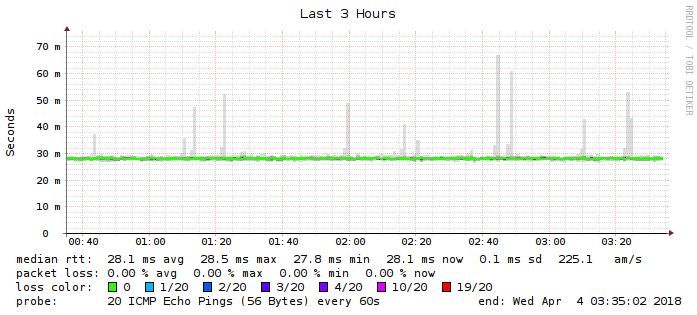 Last 3 Hours
RRDTOOL / TOBI OETIKER
Seconds
70 m
60 m
50 m
40 m
30 m
20 m
10 m
0
00:40 01:00 01:20 01:40 02:00 02:20 02:40 03:00 03:20
median rtt: 28.1 ms avg 28.5 ms max 27.8 ms min 28.1 ms now 0.1 ms sd 225.1 am/s
packet loss: 0.00 % avg 0.00 % max 0.00 % min 0.00 % now
loss color: 0 1/20 2/20 3/20 4/20 10/20 19/20
probe: 20 ICMP Echo Pings (56 Bytes) every 60s end: Wed Apr 4 03:35:02 2018